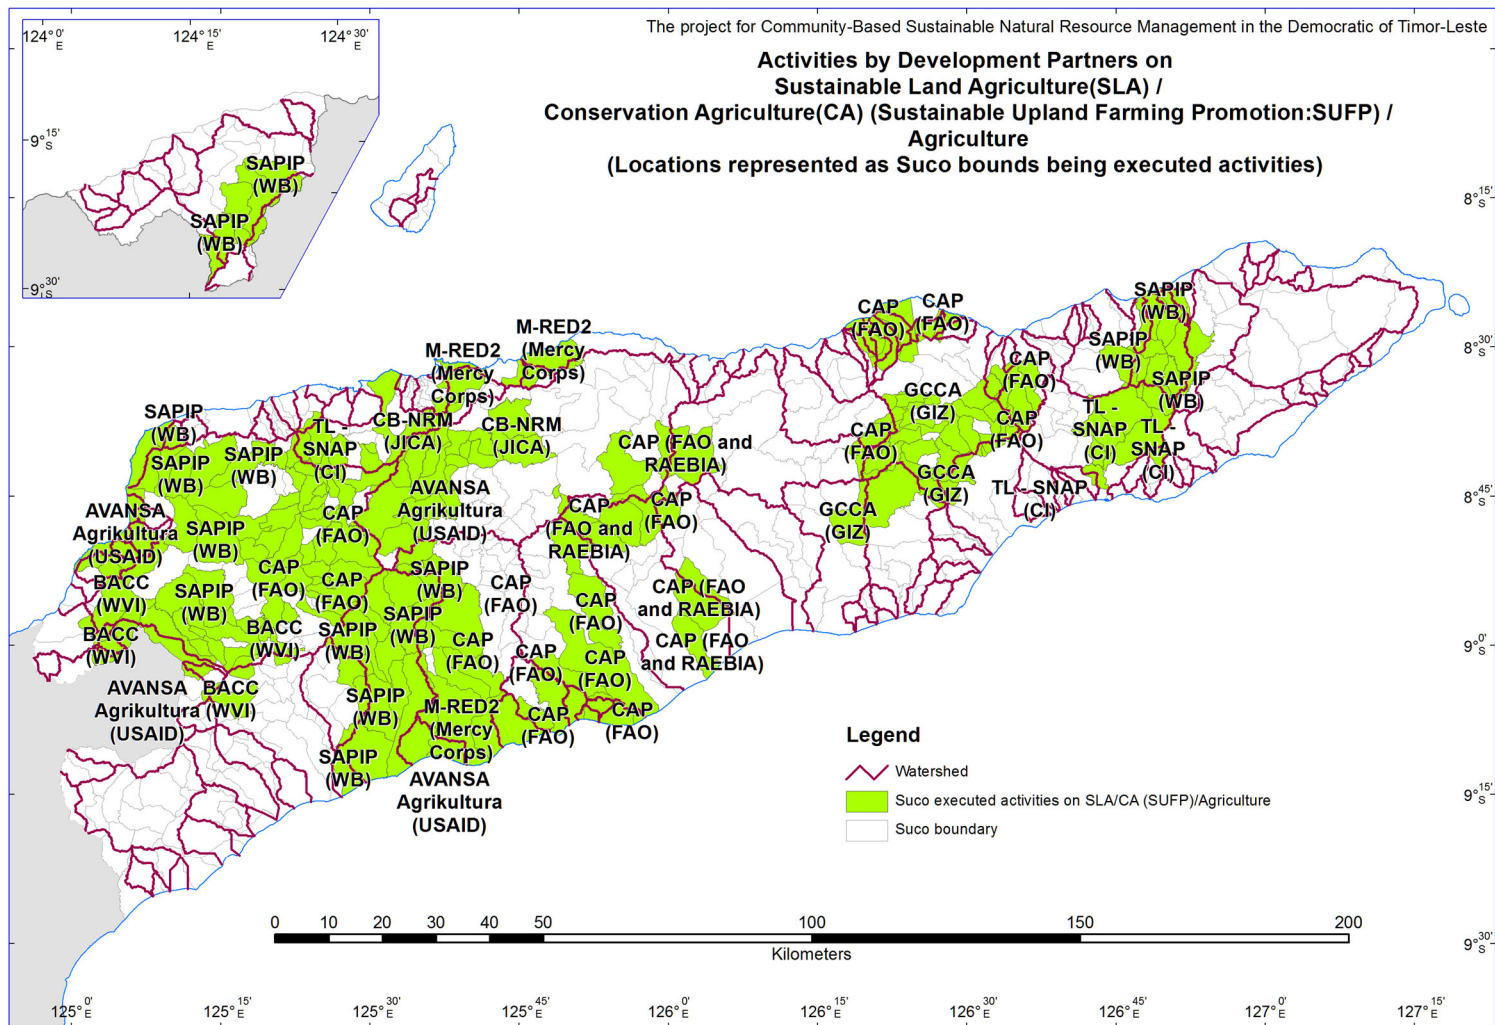 The project for Community-Based Sustainable Natural Resource Management in the Democratic of Timor-Leste
Activities by Development Partners on
Sustainable Land Agriculture(SLA) /
Conservation Agriculture(CA) (Sustainable Upland Farming Promotion:SUFP) /
Agriculture
(Locations represented as Suco bounds being executed activities)
124° 0' E
124° 15' E
124° 30' E
9° 15' S
9° 30' S
SAPIP
(WB)
SAPIP
(WB)
8° 15' S
8° 30' S
8° 45' S
9° 0' S
9° 15' S
9° 30' S
M-RED2
(Mercy
Corps)
M-RED2
(Mercy
Corps)
CAP
(FAO)
CAP
(FAO)
SAPIP
(WB)
SAPIP
(WB)
SAPIP
(WB)
CAP
(FAO)
GCCA
(GIZ)
CAP
(FAO)
CAP
(FAO)
TL -
SNAP
(CI)
TL -
SNAP
(CI)
TL - SNAP
(CI)
GCCA
(GIZ)
GCCA
(GIZ)
SAPIP
(WB)
SAPIP
(WB)
SAPIP
(WB)
TL -
SNAP
(CI)
CB-NRM
(JICA)
CB-NRM
(JICA)
CAP (FAO and
RAEBIA)
CAP
(FAO and
RAEBIA)
CAP
(FAO)
AVANSA
Agrikultura
(USAID)
AVANSA
Agrikultura
(USAID)
SAPIP
(WB)
CAP
(FAO)
CAP
(FAO)
CAP
(FAO)
BACC
(WVI)
SAPIP
(WB)
BACC
(WVI)
BACC
(WVI)
SAPIP
(WB)
SAPIP
(WB)
SAPIP
(WB)
CAP
(FAO)
CAP
(FAO)
CAP
(FAO)
CAP (FAO
and RAEBIA)
CAP (FAO
and RAEBIA)
CAP
(FAO)
CAP
(FAO)
AVANSA
Agrikultura
(USAID)
BACC
(WVI)
SAPIP
(WB)
M-RED2
(Mercy
Corps)
CAP
(FAO)
CAP
(FAO)
SAPIP
(WB)
AVANSA
Agrikultura
(USAID)
Legend
Watershed
Suco executed activities on SLA/CA (SUFP)/Agriculture
Suco boundary
0 10 20 30 40 50 100 150 200
Kilometers
125° 0' E
125° 15' E
125° 30' E
125° 45' E
126° 0' E
126° 15' E
126° 30' E
126° 45' E
127° 0' E
127° 15' E